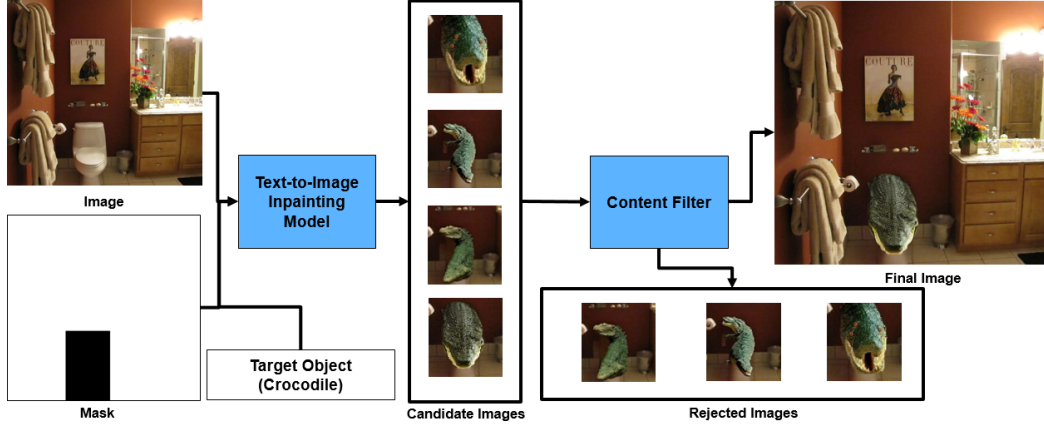 COUTURE
Image
Mask
Target Object
(Crocodile)
Text-to-Image
Inpainting
Model
Candidate Images
Content Filter
Rejected Images
COUTURE
Final Image